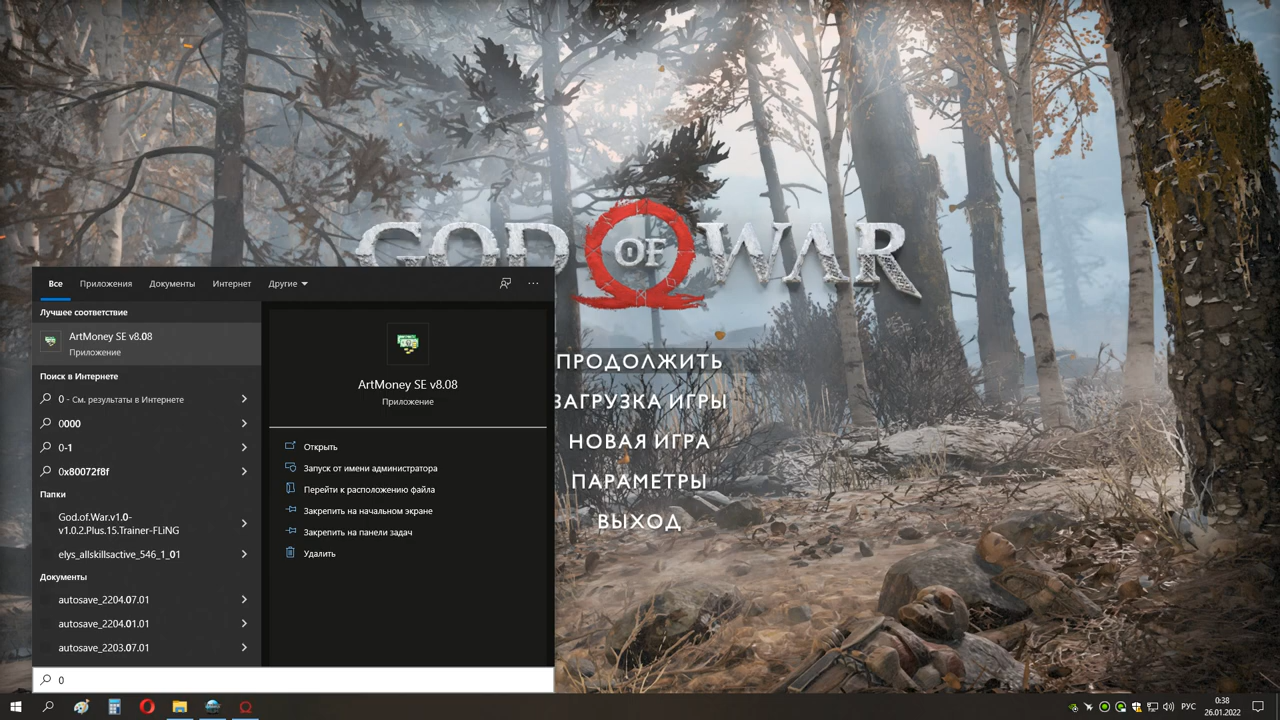 GOD OF WAR
ПРОДОЛЖИТЬ
ЗАГРУЗКА ИГРЫ
НОВАЯ ИГРА
ПАРАМЕТРЫ
ВЫХОД
Все Приложения Документы Интернет Другие
Лучшее соответствие
ArtMoney SE v8.08
Приложение
Поиск в Интернете
0 - См. результаты в Интернете
0000
0-1
0x80072f8f
Папки
God.of.War.v1.0-
v1.0.2.Plus.15.Trainer-FLiNG
elys_allskillsactive_546_1_01
Документы
autosave_2204.07.01
autosave_2204.01.01
autosave_2203.07.01
ArtMoney SE v8.08
Приложение
Открыть
Запуск от имени администратора
Перейти к расположению файла
Закрепить на начальном экране
Закрепить на панели задач
Удалить
0
РУС
0:38
26.01.2022